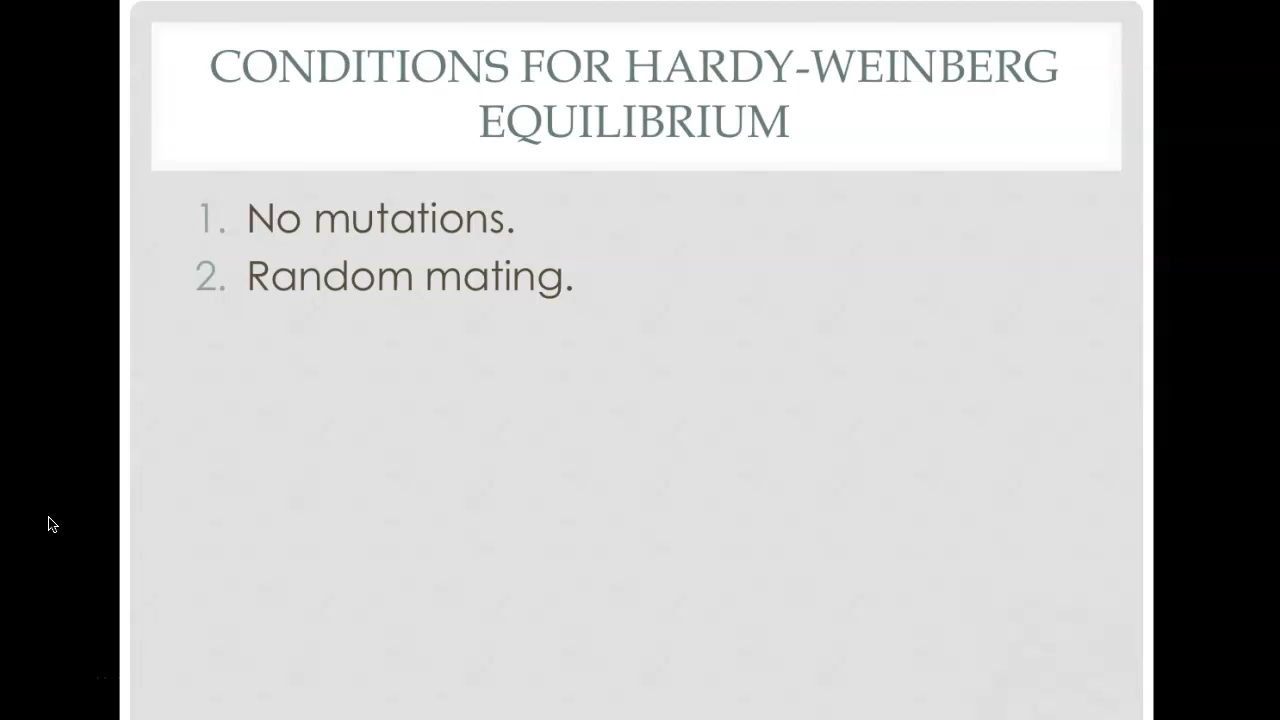 CONDITIONS FOR HARDY-WEINBERG
EQUILIBRIUM
1. No mutations.
2. Random mating.